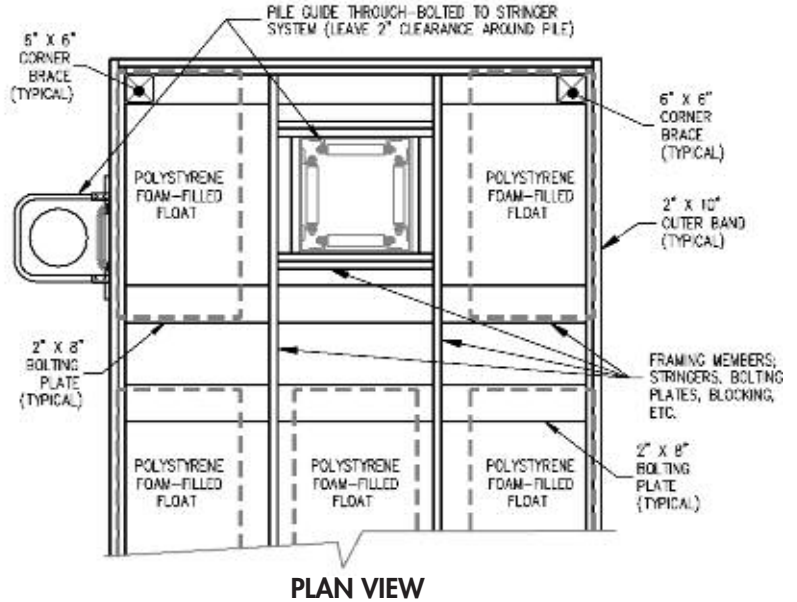 PILE GUIDE THROUGH-BOLTED TO STRINGER
SYSTEM (LEAVE 2" CLEARANCE AROUND PILE)
6" X 6"
CORNER
BRACE
(TYPICAL)
6" X 6"
CORNER
BRACE
(TYPICAL)
POLYSTYRENE
FOAM-FILLED
FLOAT
POLYSTYRENE
FOAM-FILLED
FLOAT
2" X 10"
OUTER BAND
(TYPICAL)
2" X 8"
BOLTING
PLATE
(TYPICAL)
FRAMING MEMBERS;
STRINGERS, BOLTING
PLATES, BLOCKING,
ETC.
2" X 8"
BOLTING
PLATE
(TYPICAL)
POLYSTYRENE
FOAM-FILLED
FLOAT
POLYSTYRENE
FOAM-FILLED
FLOAT
POLYSTYRENE
FOAM-FILLED
FLOAT
PLAN VIEW